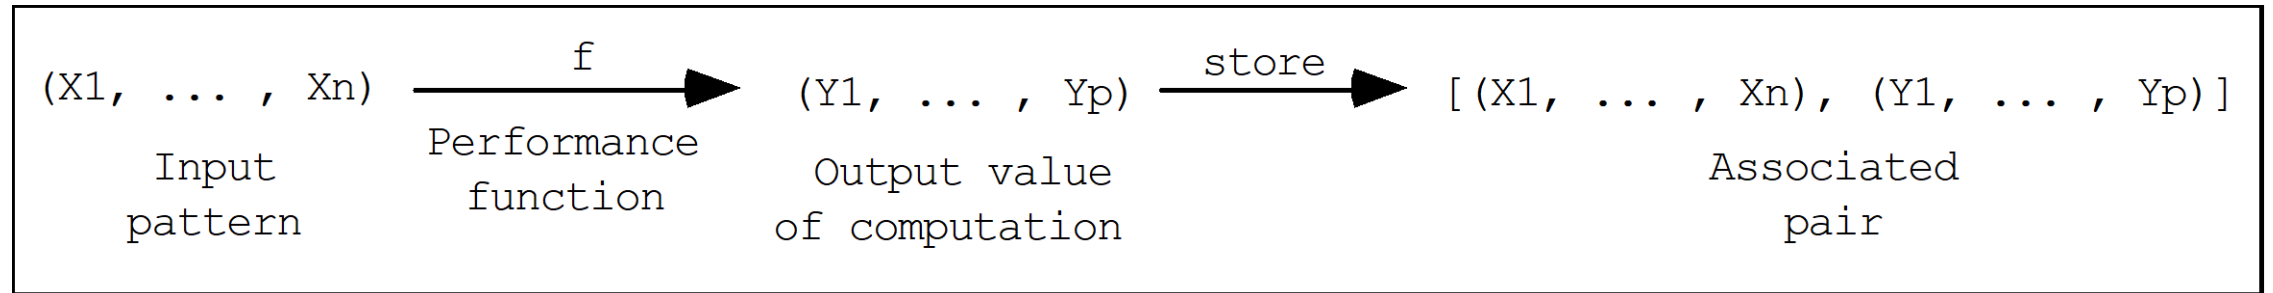 f
store
(X1, ... , Xn)
(Y1, ... , Yp)
[(X1, ... , Xn), (Y1, ... , Yp)]
Input
pattern
Performance
function
Output value
of computation
Associated
pair